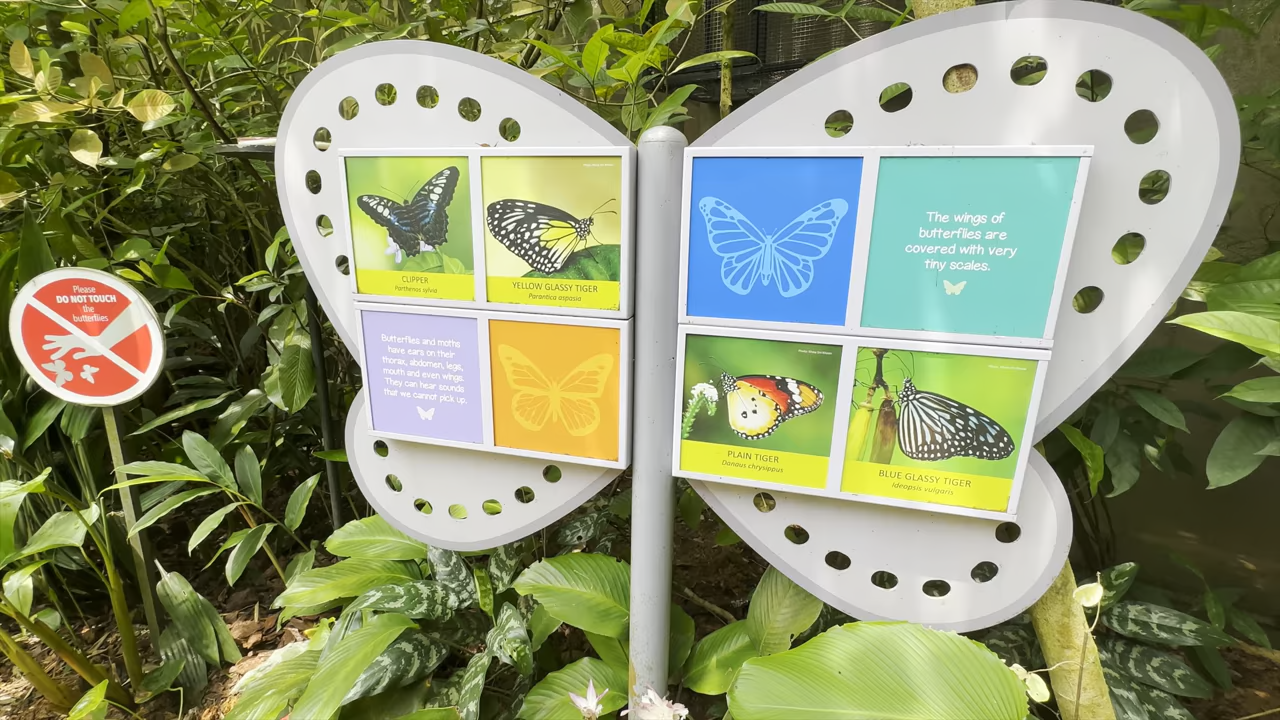 Please
DO NOT TOUCH
the
butterflies
CLIPPER
Parthenos sylvia
YELLOW GLASSY TIGER
Parantica aspasia
Butterflies and moths
have ears on their
thorax, abdomen, legs,
mouth and even wings.
They can hear sounds
that we cannot pick up.
The wings of
butterflies are
covered with very
tiny scales.
PLAIN TIGER
Danaus chrysippus
BLUE GLASSY TIGER
Ideopsis vulgaris